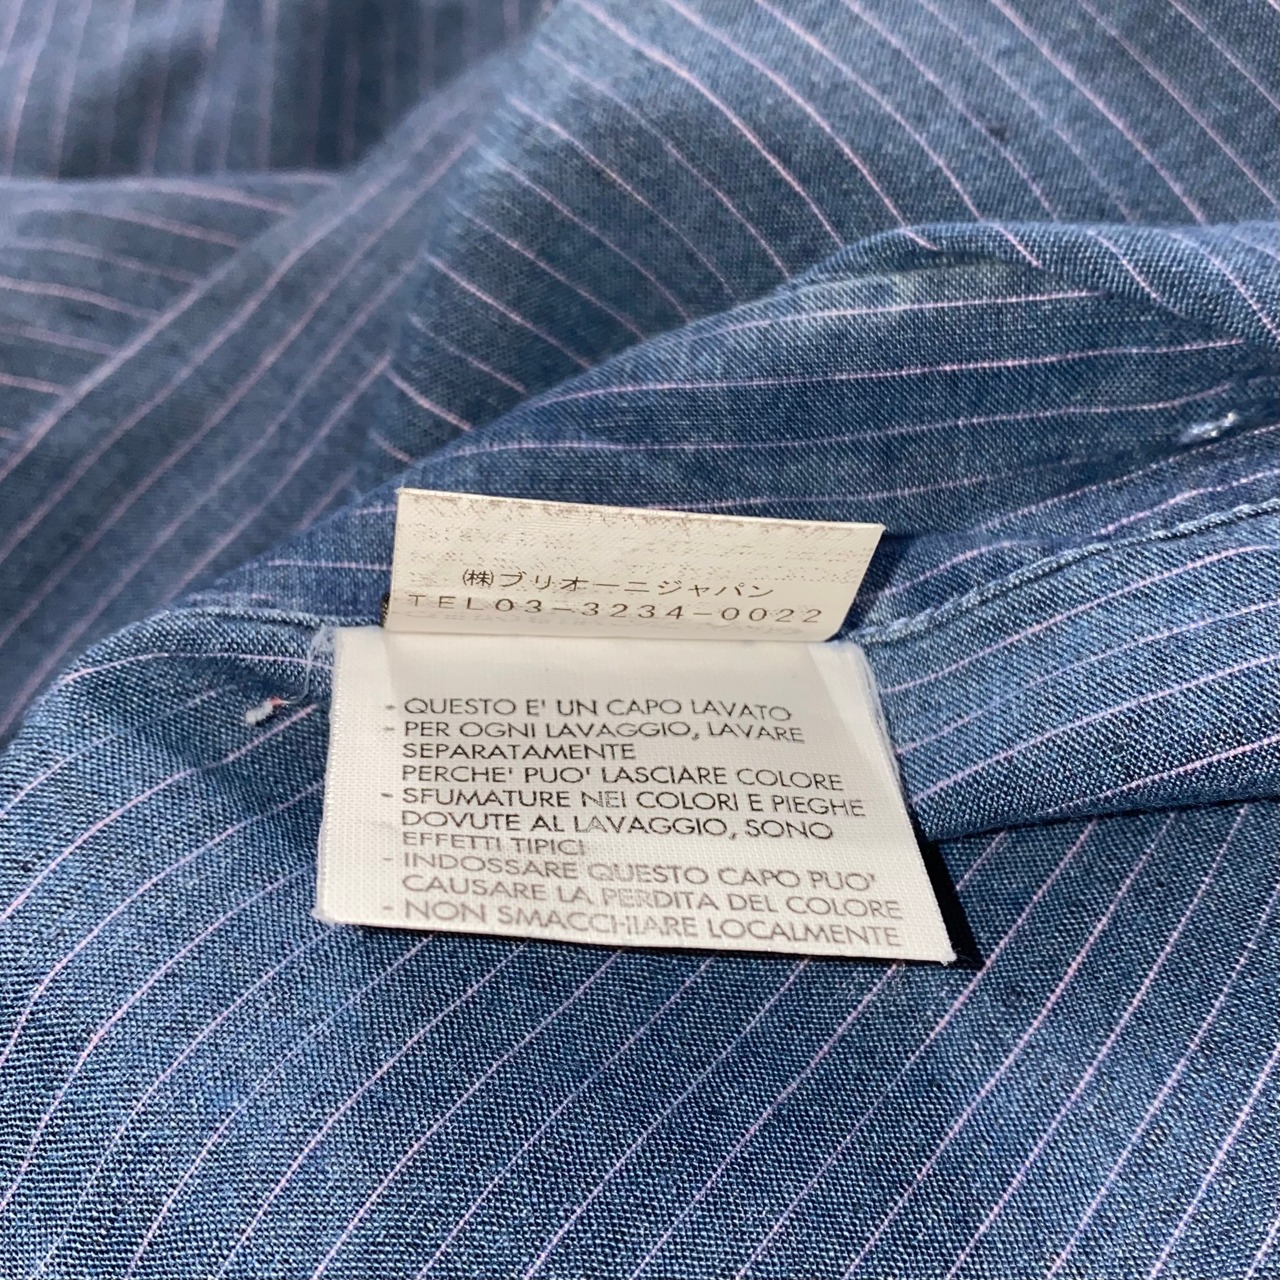 ㈱ブリオーニジャパン
TEL03-3234-0022
- QUESTO E' UN CAPO LAVATO
- PER OGNI LAVAGGIO, LAVARE
SEPARATAMENTE
PERCHE' PUO' LASCIARE COLORE
- SFUMATURE NEI COLORI E PIEGHE
DOVUTE AL LAVAGGIO, SONO
EFFETTI TIPICI
- INDOSSARE QUESTO CAPO PUO'
CAUSARE LA PERDITA DEL COLORE
- NON SMACCHIARE LOCALMENTE